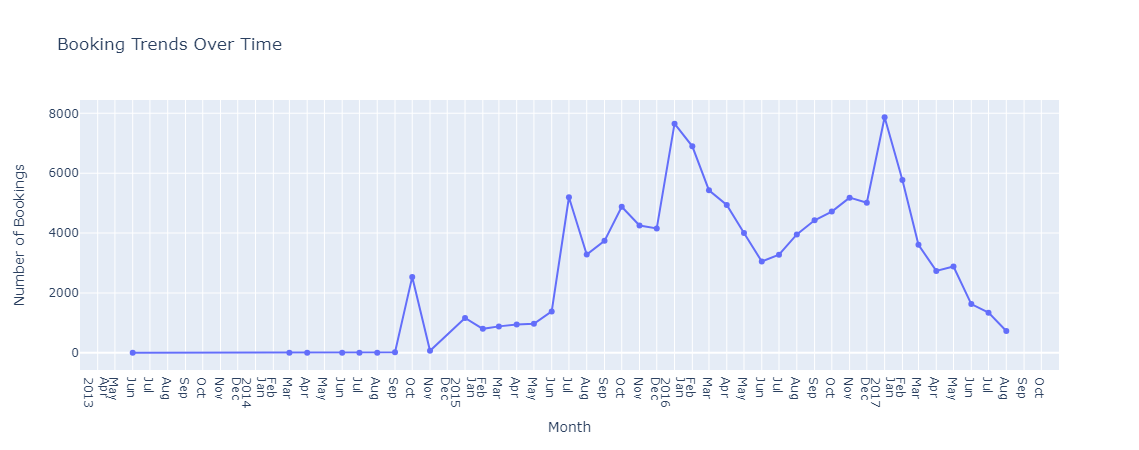 Booking Trends Over Time
Number of Bookings
8000
6000
4000
2000
0
Apr
2013
May
Jun
Jul
Aug
Sep
Oct
Nov
Dec
Jan
2014
Feb
Mar
Apr
May
Jun
Jul
Aug
Sep
Oct
Nov
Dec
Jan
2015
Feb
Mar
Apr
May
Jun
Jul
Aug
Sep
Oct
Nov
Dec
Jan
2016
Feb
Mar
Apr
May
Jun
Jul
Aug
Sep
Oct
Nov
Dec
Jan
2017
Feb
Mar
Apr
May
Jun
Jul
Aug
Sep
Oct
Month